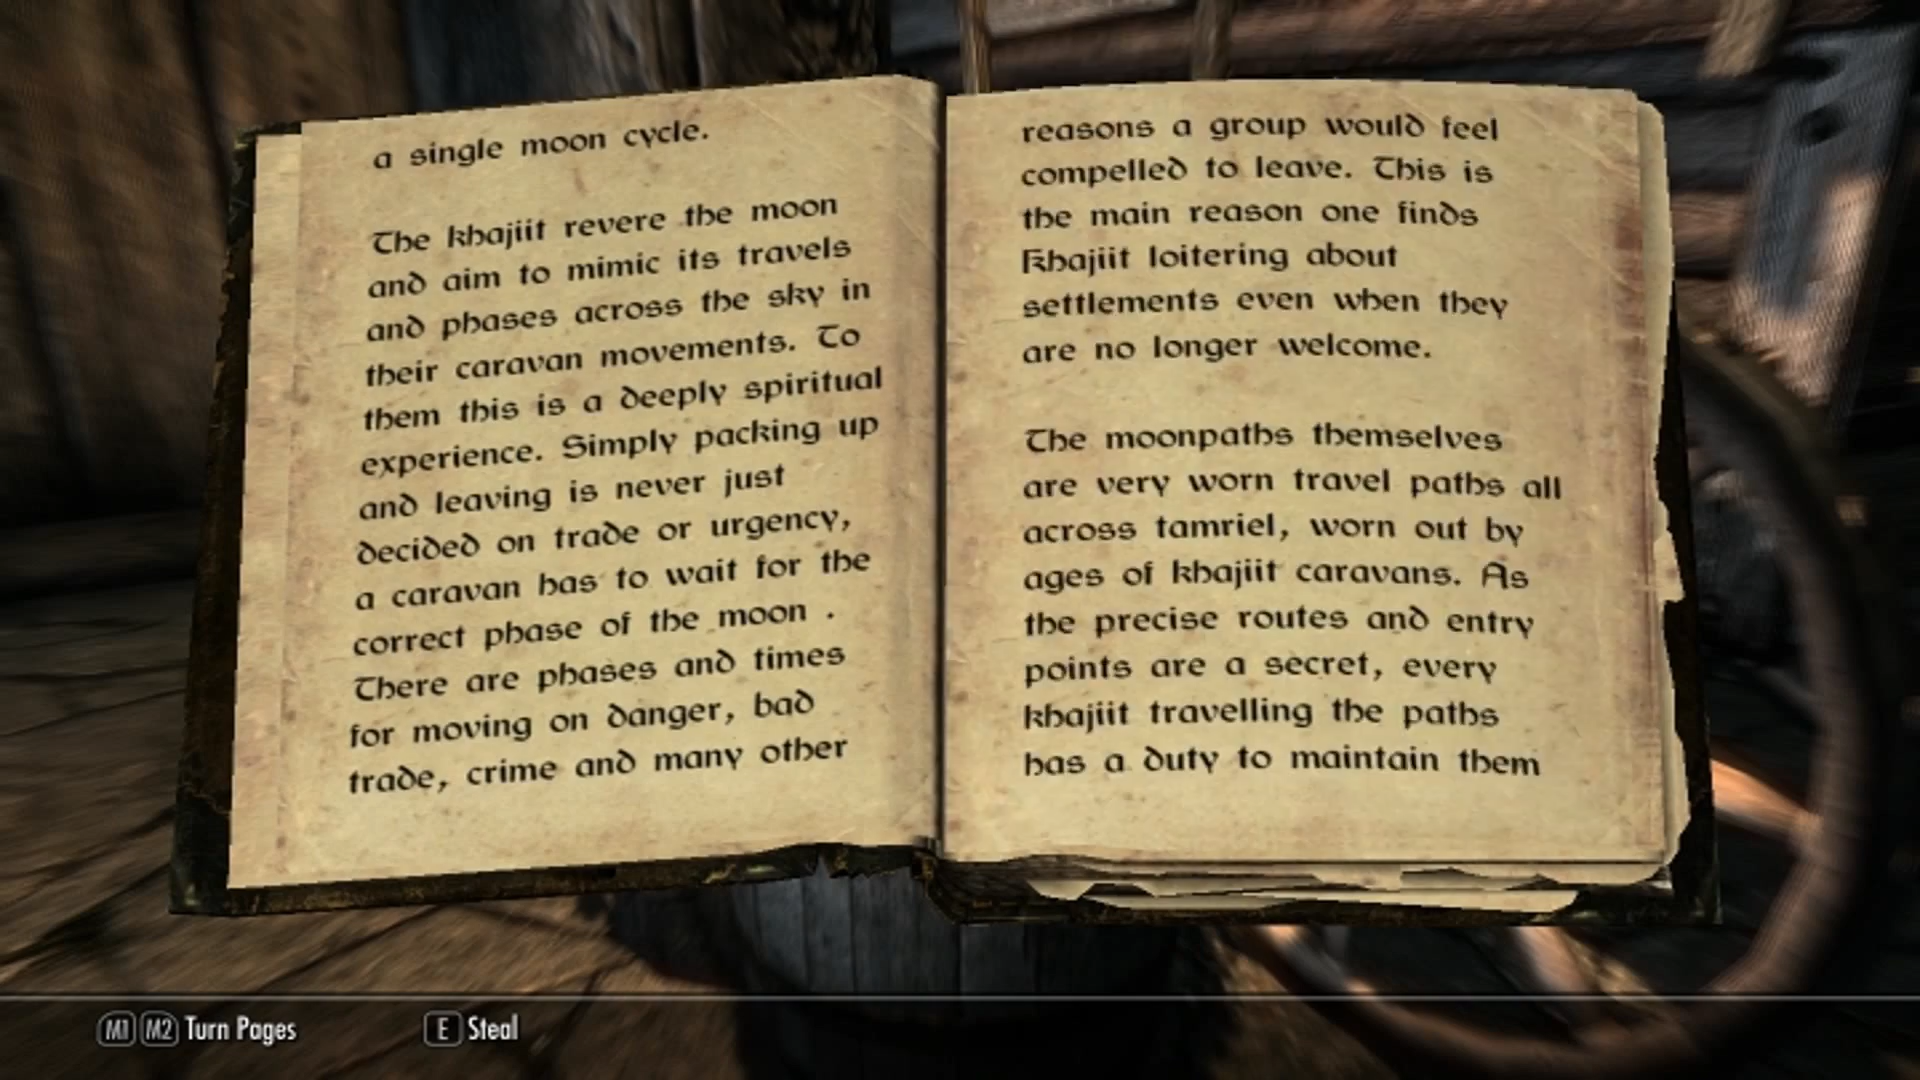 a single moon cycle.
The khajiit revere the moon
and aim to mimic its travels
and phases across the sky in
their caravan movements. To
them this is a deeply spiritual
experience. Simply packing up
and leaving is never just
decided on trade or urgency,
a caravan has to wait for the
correct phase of the moon .
There are phases and times
for moving on danger, bad
trade, crime and many other
reasons a group would feel
compelled to leave. This is
the main reason one finds
Khajiit loitering about
settlements even when they
are no longer welcome.
The moonpaths themselves
are very worn travel paths all
across tamriel, worn out by
ages of khajiit caravans. As
the precise routes and entry
points are a secret, every
khajiit travelling the paths
has a duty to maintain them
M1 M2 Turn Pages
E Steal